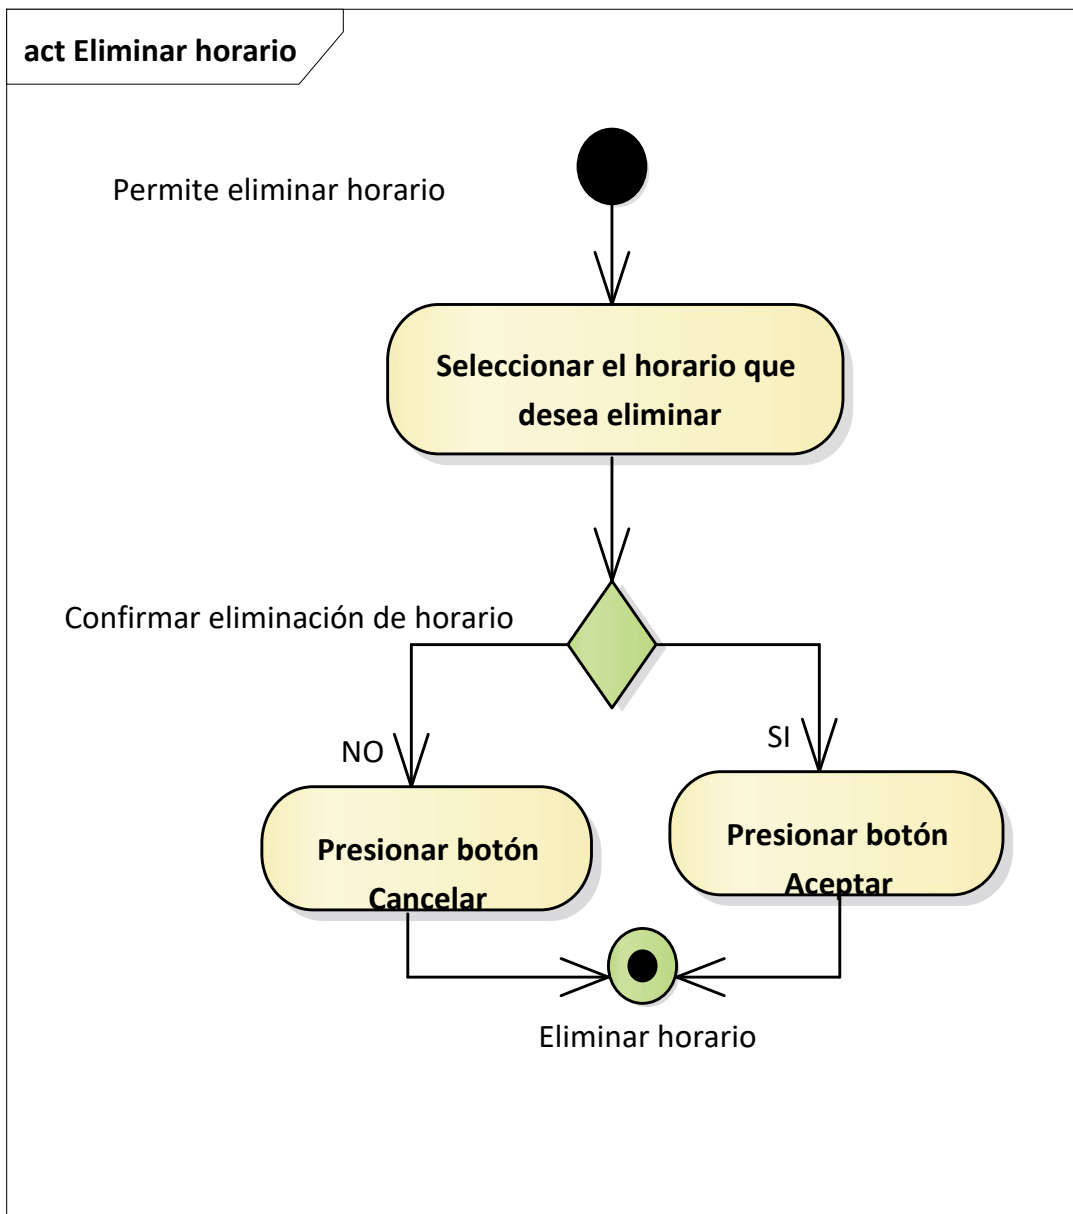 act Eliminar horario
Permite eliminar horario
Seleccionar el horario que
desea eliminar
Confirmar eliminación de horario
NO
SI
Presionar botón
Cancelar
Presionar botón
Aceptar
Eliminar horario